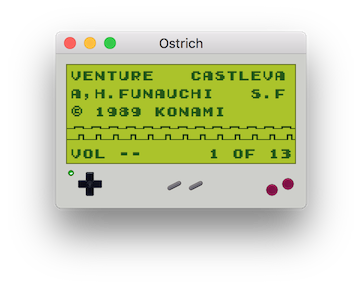 Ostrich
VENTURE CASTLEVA
A,H.FUNAUCHI S.F
© 1989 KONAMI
VOL -- 1 OF 13